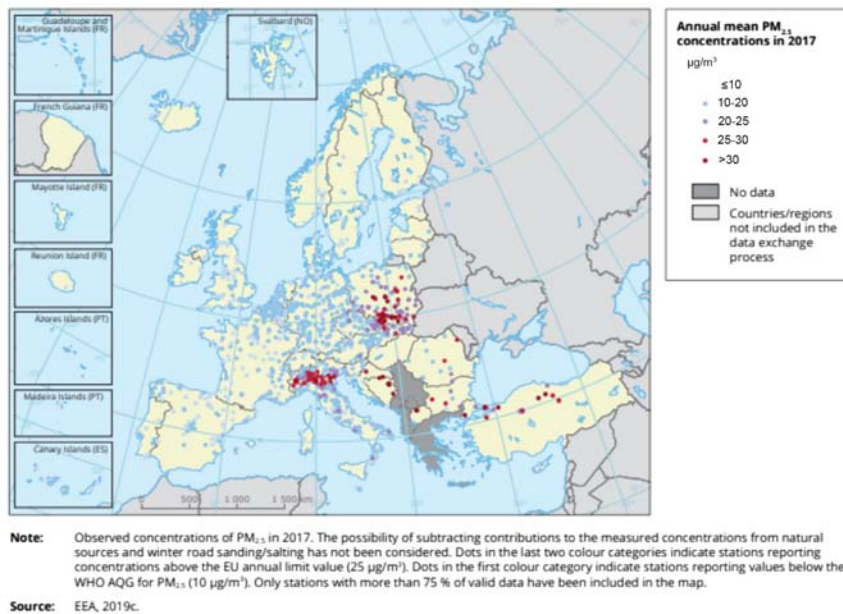 Guadeloupe and
Martinique Islands (FR)
Svalbard (NO)
French Guiana (FR)
Mayotte Island (FR)
Reunion Island (FR)
Azores Islands (PT)
Madeira Islands (PT)
Canary Islands (ES)
0 500 1 000 1 500 km
Annual mean PM2.5
concentrations in 2017
µg/m³
≤10
10-20
20-25
25-30
>30
No data
Countries/regions
not included in the
data exchange
process
Note: Observed concentrations of PM2.5 in 2017. The possibility of subtracting contributions to the measured concentrations from natural
sources and winter road sanding/salting has not been considered. Dots in the last two colour categories indicate stations reporting
concentrations above the EU annual limit value (25 µg/m³). Dots in the first colour category indicate stations reporting values below the
WHO AQG for PM2.5 (10 µg/m³). Only stations with more than 75 % of valid data have been included in the map.
Source: EEA, 2019c.